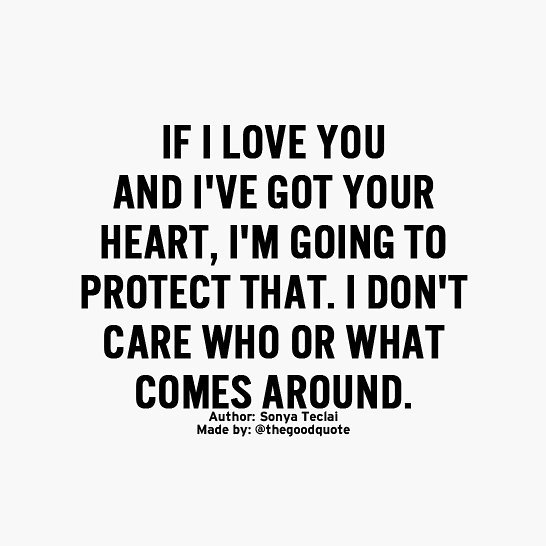 IF I LOVE YOU
AND I'VE GOT YOUR
HEART, I'M GOING TO
PROTECT THAT. I DON'T
CARE WHO OR WHAT
COMES AROUND.
Author: Sonya Teclai
Made by: @thegoodquote